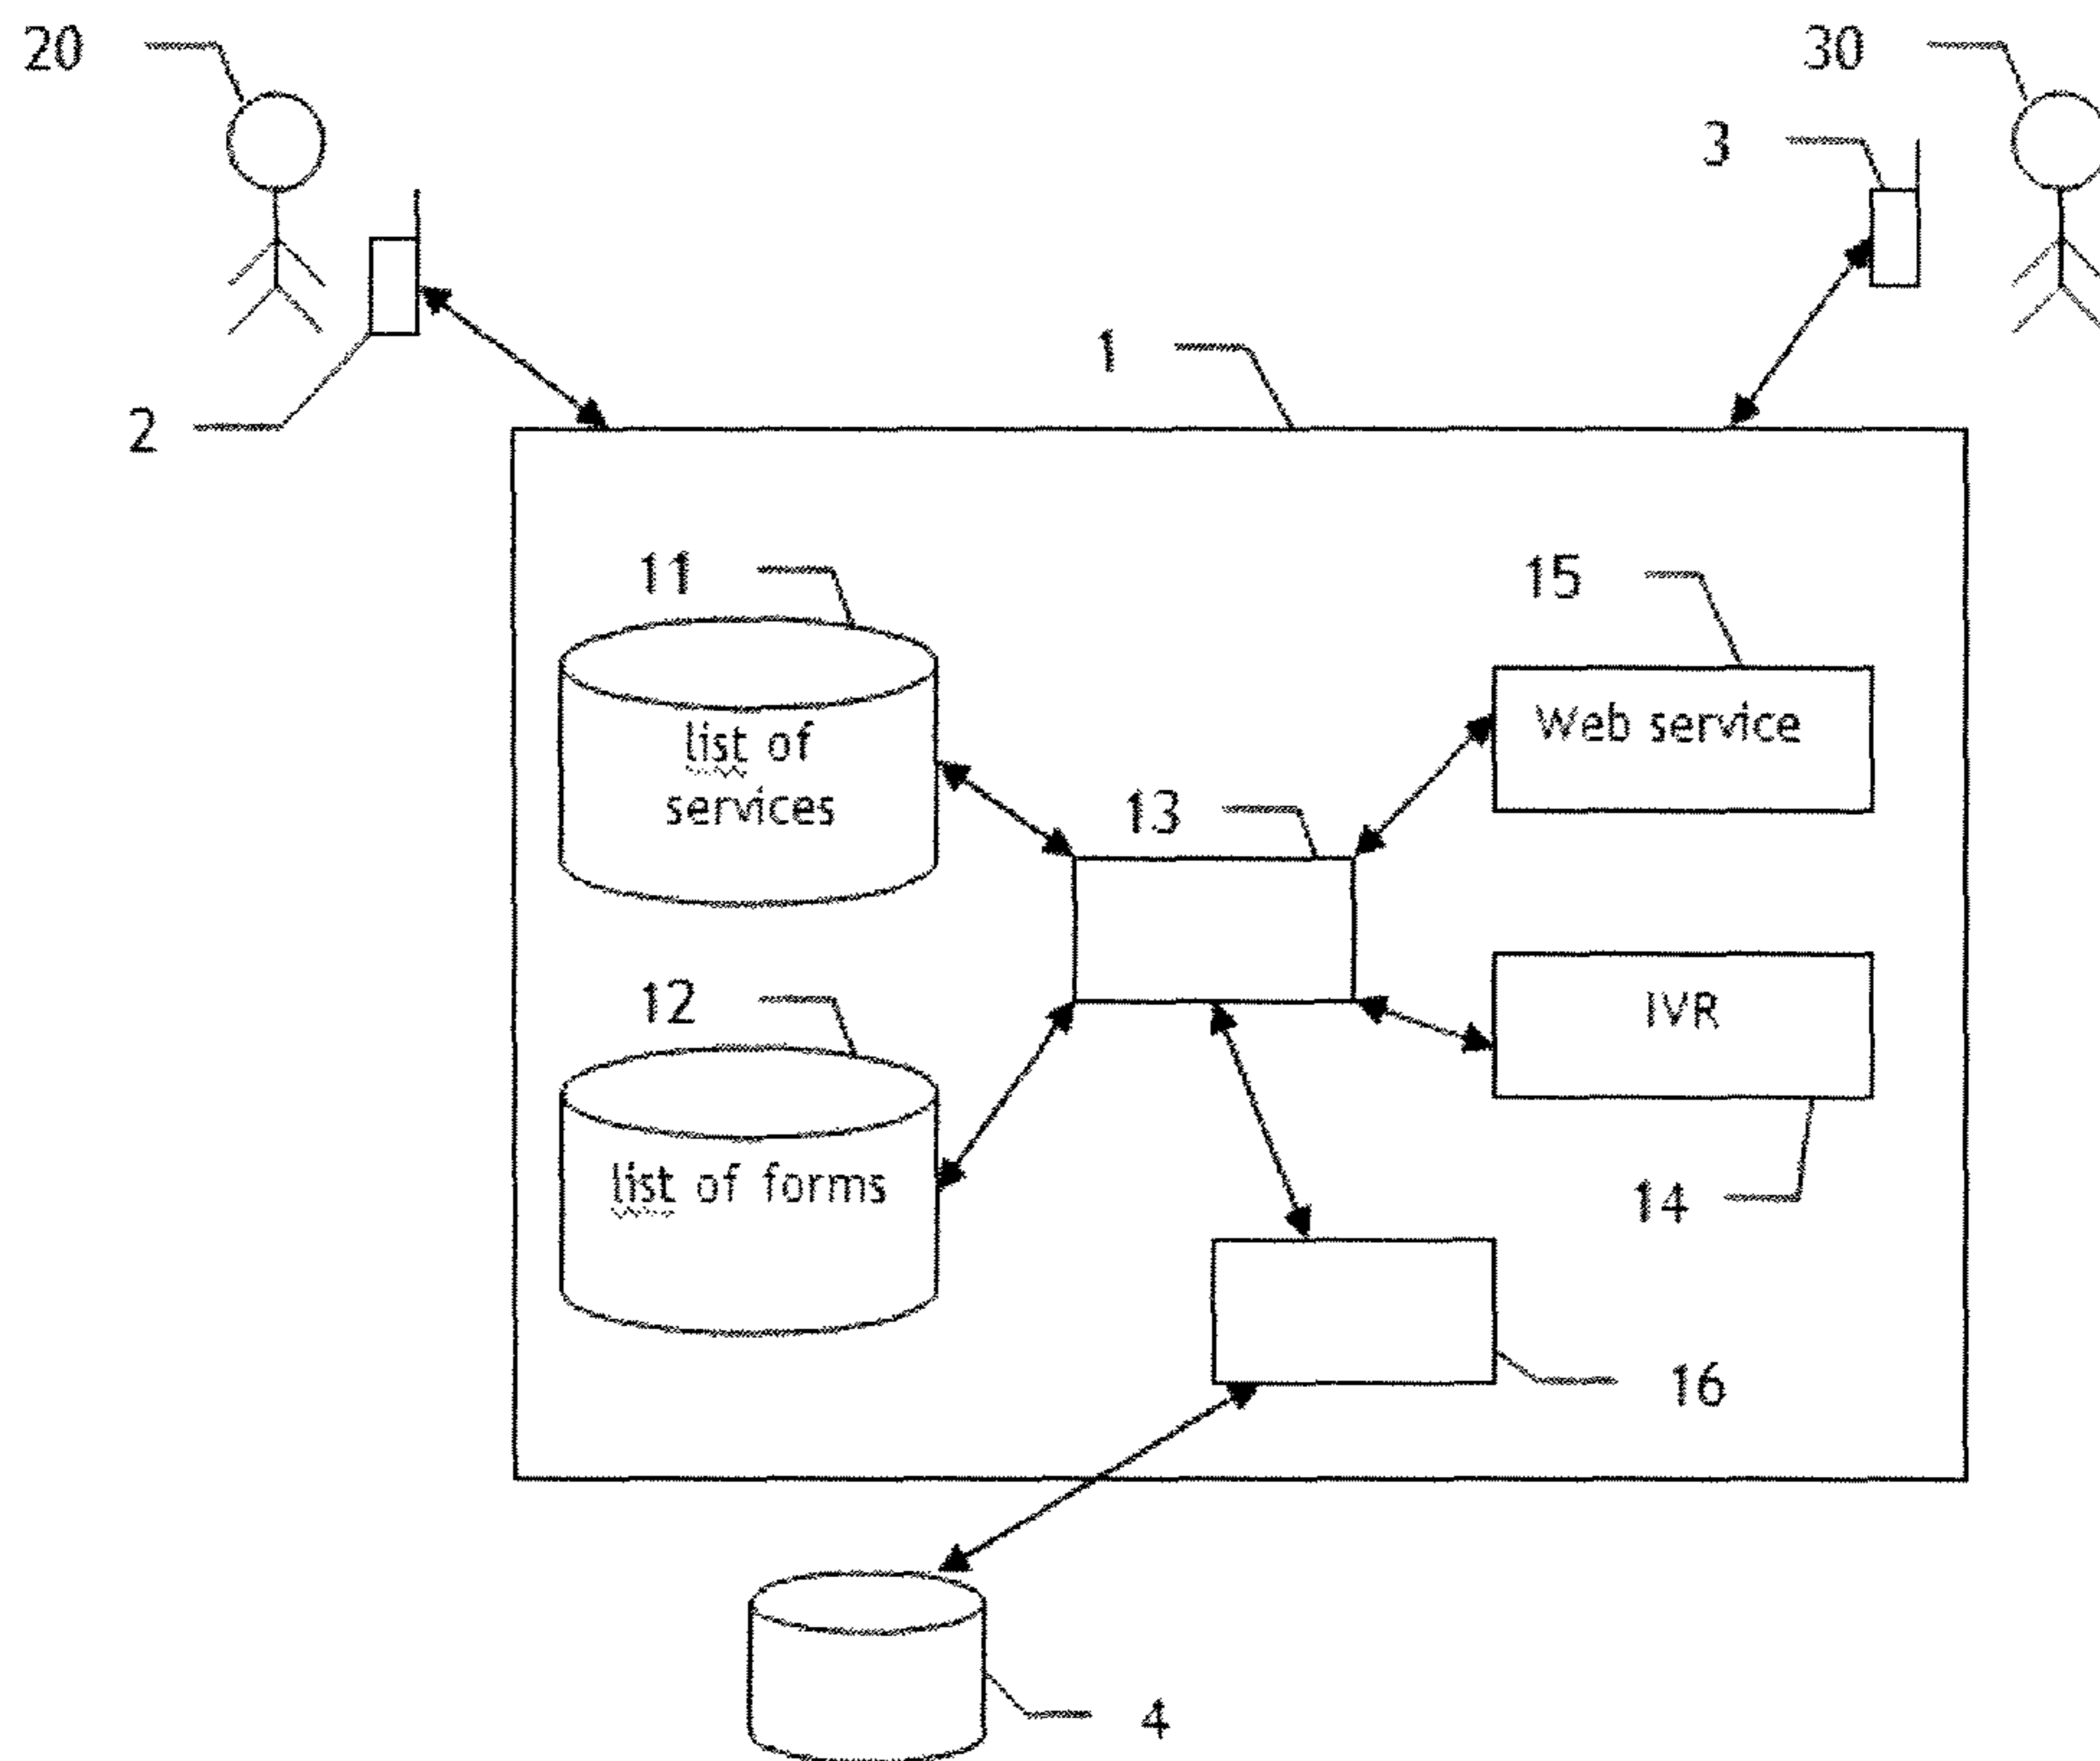 20
30
3
1
2
11
15
list of
services
Web service
13
12
IVR
list of forms
14
16
4